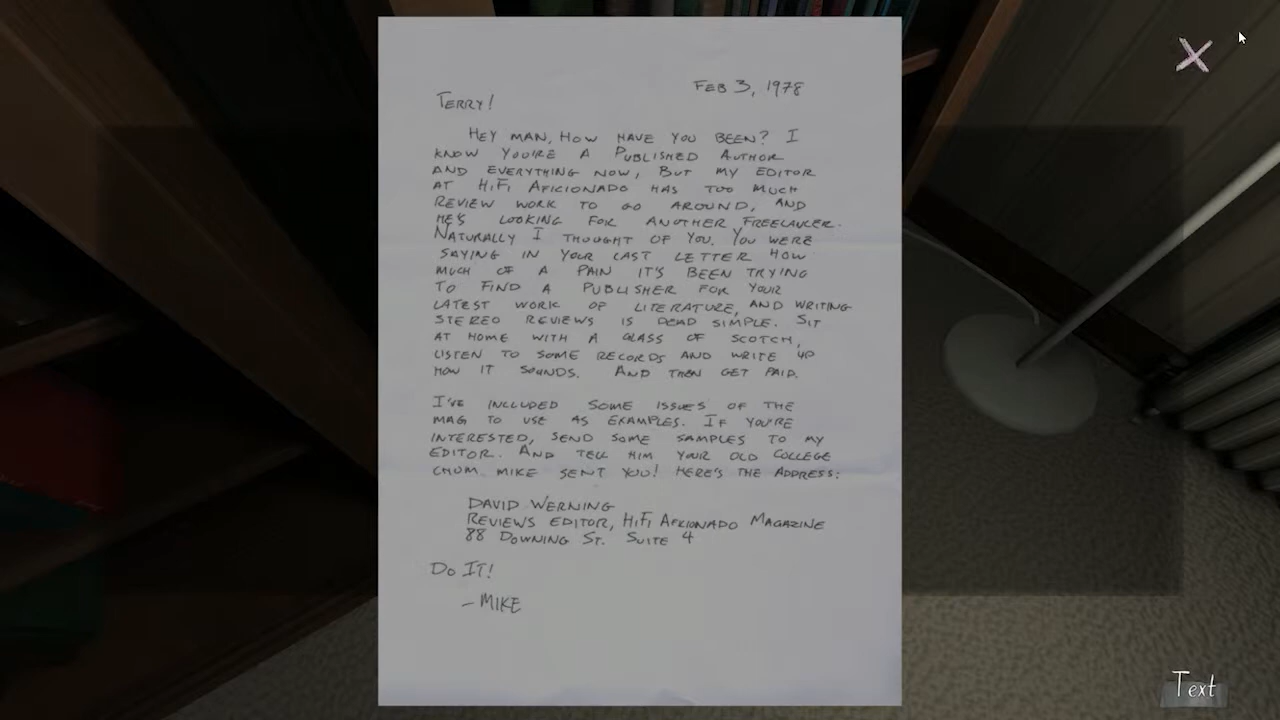 FEB 3, 1978
TERRY!
HEY MAN, HOW HAVE YOU BEEN? I
KNOW YOU'RE A PUBLISHED AUTHOR
AND EVERYTHING NOW, BUT MY EDITOR
AT HIFI AFICIONADO HAS TOO MUCH
REVIEW WORK TO GO AROUND, AND
HE'S LOOKING FOR ANOTHER FREELANCER.
NATURALLY I THOUGHT OF YOU. YOU WERE
SAYING IN YOUR LAST LETTER HOW
MUCH OF A PAIN IT'S BEEN TRYING
TO FIND A PUBLISHER FOR YOUR
LATEST WORK OF LITERATURE, AND WRITING
STEREO REVIEWS IS DEAD SIMPLE. SIT
AT HOME WITH A GLASS OF SCOTCH,
LISTEN TO SOME RECORDS AND WRITE UP
HOW IT SOUNDS. AND THEN GET PAID.
I'VE INCLUDED SOME ISSUES OF THE
MAG TO USE AS EXAMPLES. IF YOU'RE
INTERESTED, SEND SOME SAMPLES TO MY
EDITOR. AND TELL HIM YOUR OLD COLLEGE
CHUM MIKE SENT YOU! HERE'S THE ADDRESS:
DAVID WERNING
REVIEWS EDITOR, HIFI AFICIONADO MAGAZINE
88 DOWNING ST. SUITE 4
DO IT!
- MIKE
Text